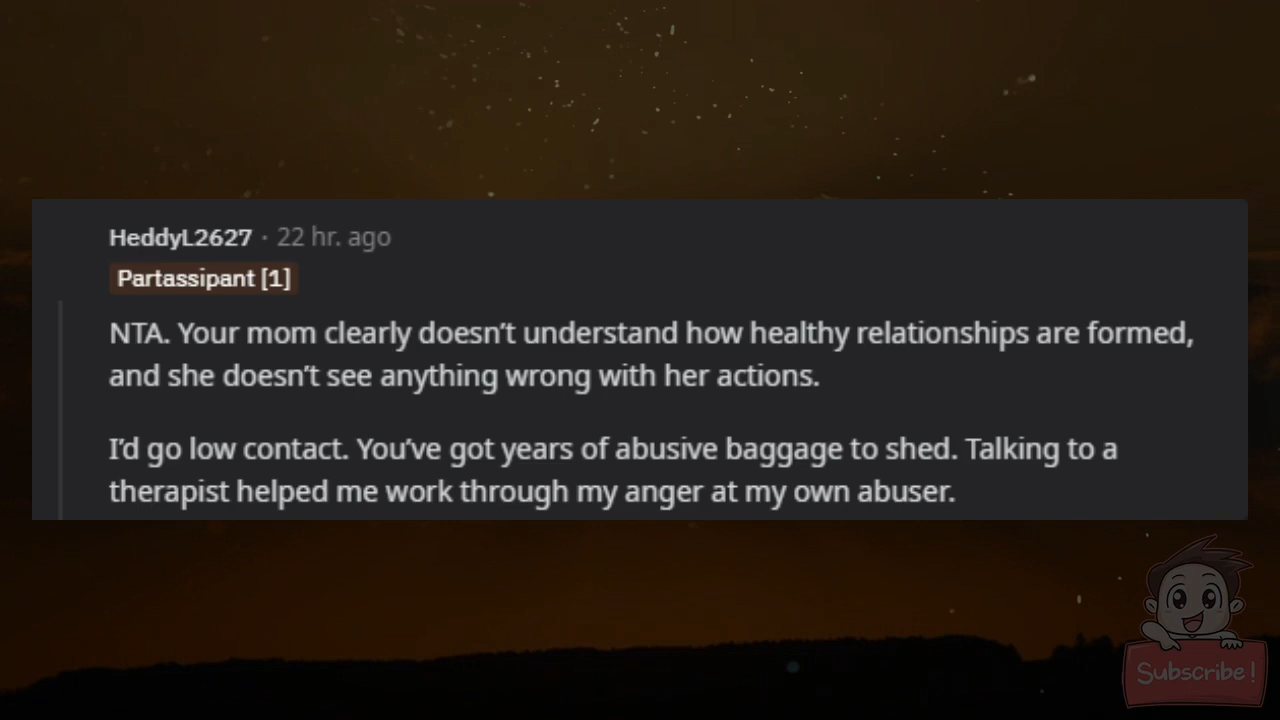 HeddyL2627 · 22 hr. ago
Partassipant [1]
NTA. Your mom clearly doesn’t understand how healthy relationships are formed,
and she doesn’t see anything wrong with her actions.
I’d go low contact. You’ve got years of abusive baggage to shed. Talking to a
therapist helped me work through my anger at my own abuser.
Subscribe!